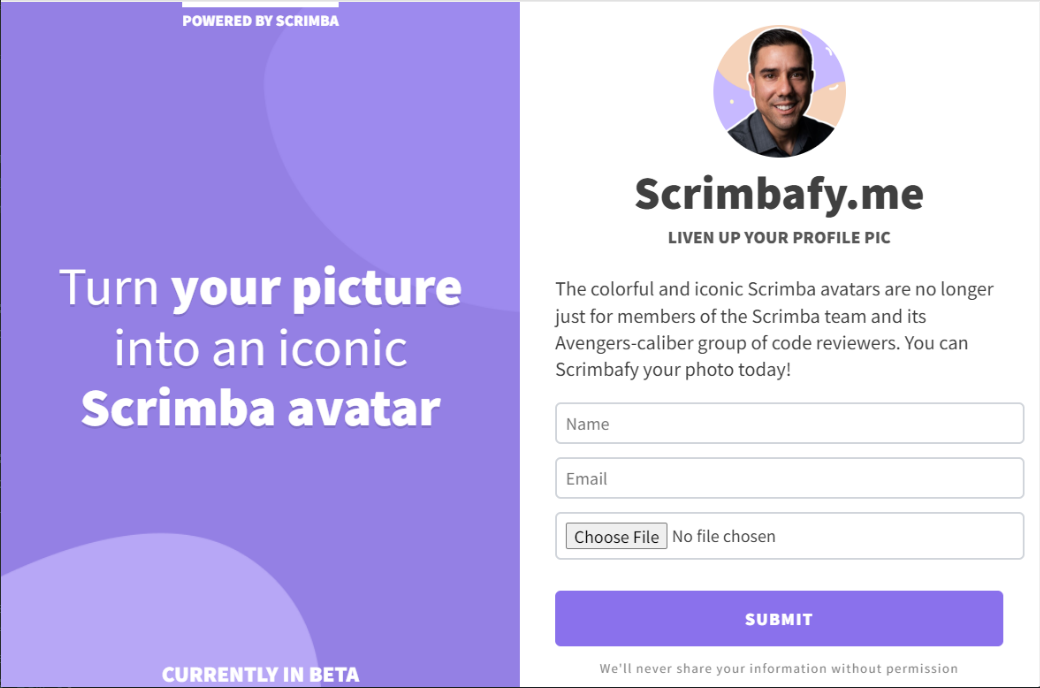 POWERED BY SCRIMBA
Turn your picture
into an iconic
Scrimba avatar
CURRENTLY IN BETA
Scrimbafy.me
LIVEN UP YOUR PROFILE PIC
The colorful and iconic Scrimba avatars are no longer
just for members of the Scrimba team and its
Avengers-caliber group of code reviewers. You can
Scrimbafy your photo today!
Name
Email
Choose File No file chosen
SUBMIT
We'll never share your information without permission